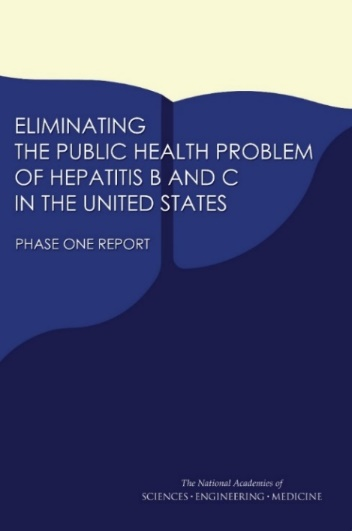 ELIMINATING
THE PUBLIC HEALTH PROBLEM
OF HEPATITIS B AND C
IN THE UNITED STATES
PHASE ONE REPORT
The National Academies of
SCIENCES • ENGINEERING • MEDICINE